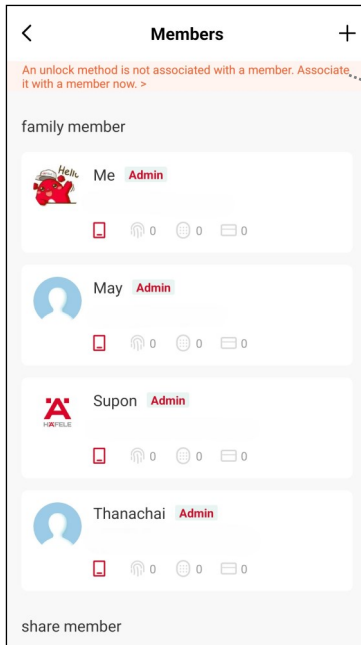 Members
An unlock method is not associated with a member. Associate
it with a member now. >
family member
Hello
Me Admin
0 0 0
May Admin
0 0 0
HÄFELE
Supon Admin
0 0 0
Thanachai Admin
0 0 0
share member